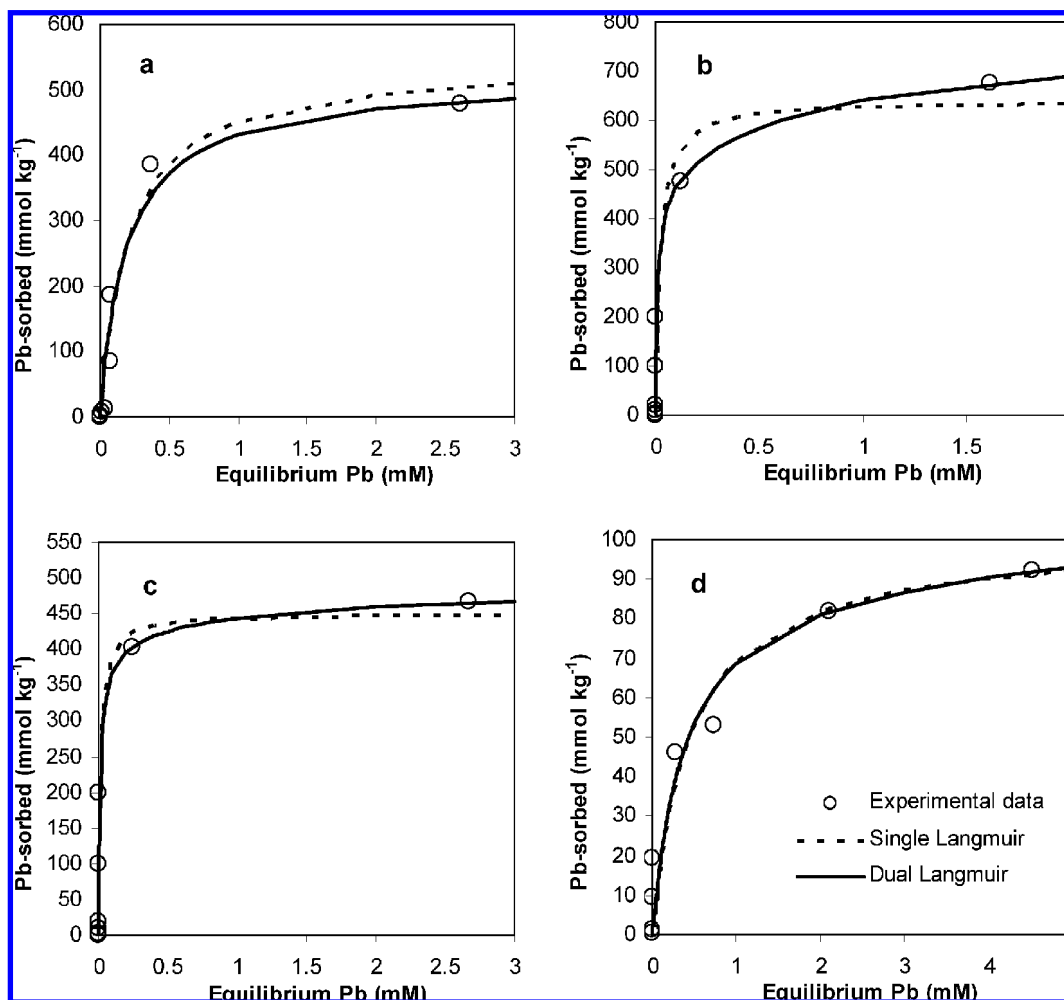 a
600
500
400
300
200
100
0
Pb-sorbed (mmol kg⁻¹)
0 0.5 1 1.5 2 2.5 3
Equilibrium Pb (mM)
b
800
700
600
500
400
300
200
100
0
Pb-sorbed (mmol kg⁻¹)
0 0.5 1 1.5
Equilibrium Pb (mM)
c
550
500
450
400
350
300
250
200
150
100
50
0
Pb-sorbed (mmol kg⁻¹)
0 0.5 1 1.5 2 2.5 3
Equilibrium Pb (mM)
d
100
90
80
70
60
50
40
30
20
10
0
Pb-sorbed (mmol kg⁻¹)
0 1 2 3 4
Equilibrium Pb (mM)
Experimental data
Single Langmuir
Dual Langmuir